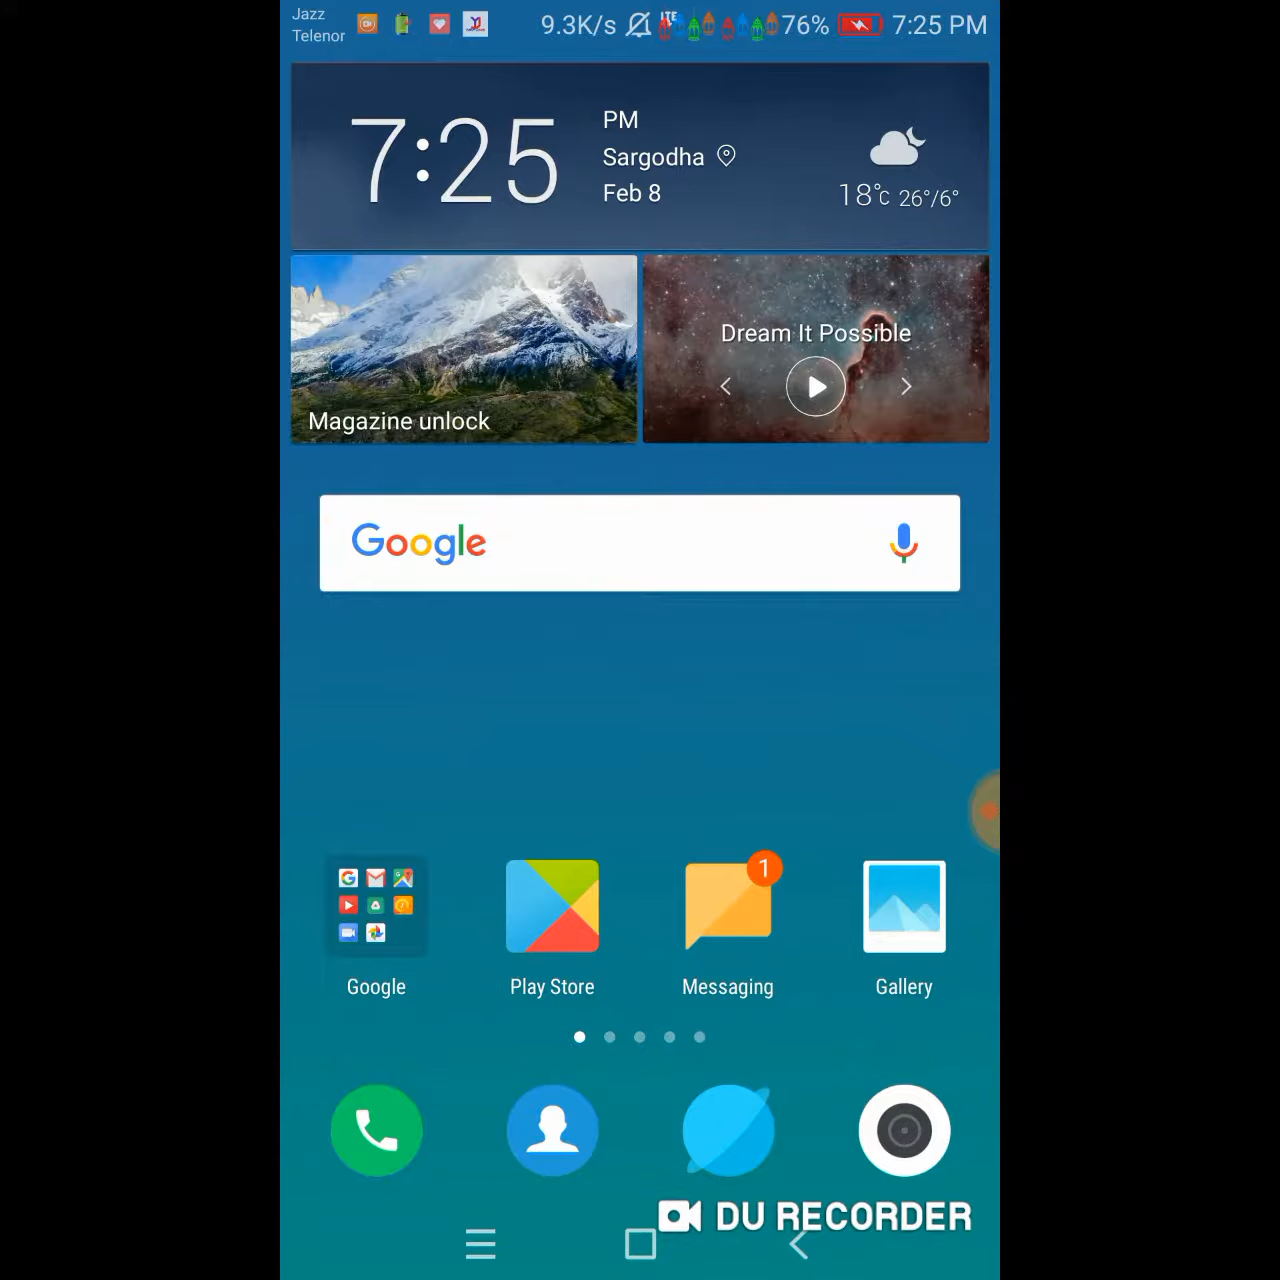 Jazz
Telenor
9.3K/s LTE 76% 7:25 PM
7:25
PM
Sargodha
Feb 8
18°C 26°/6°
Magazine unlock
Dream It Possible
Google
1
Google
Play Store
Messaging
Gallery
DU RECORDER